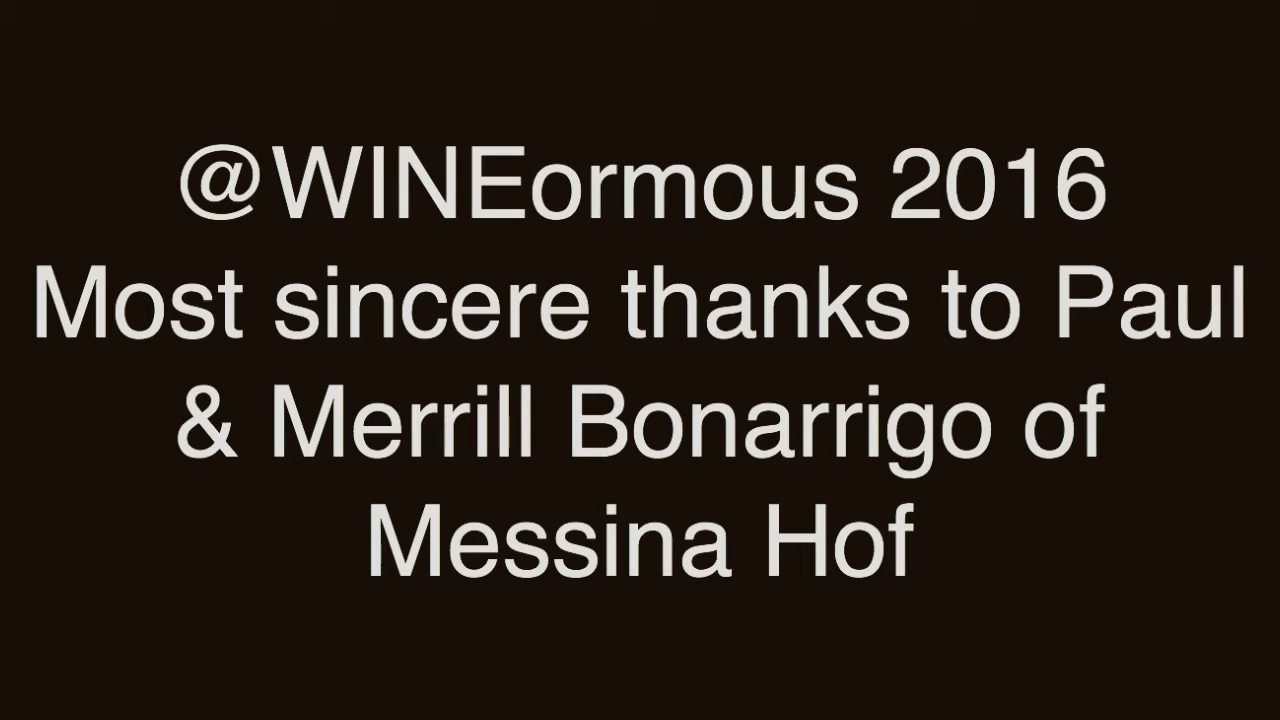 @WINEormous 2016
Most sincere thanks to Paul
& Merrill Bonarrigo of
Messina Hof